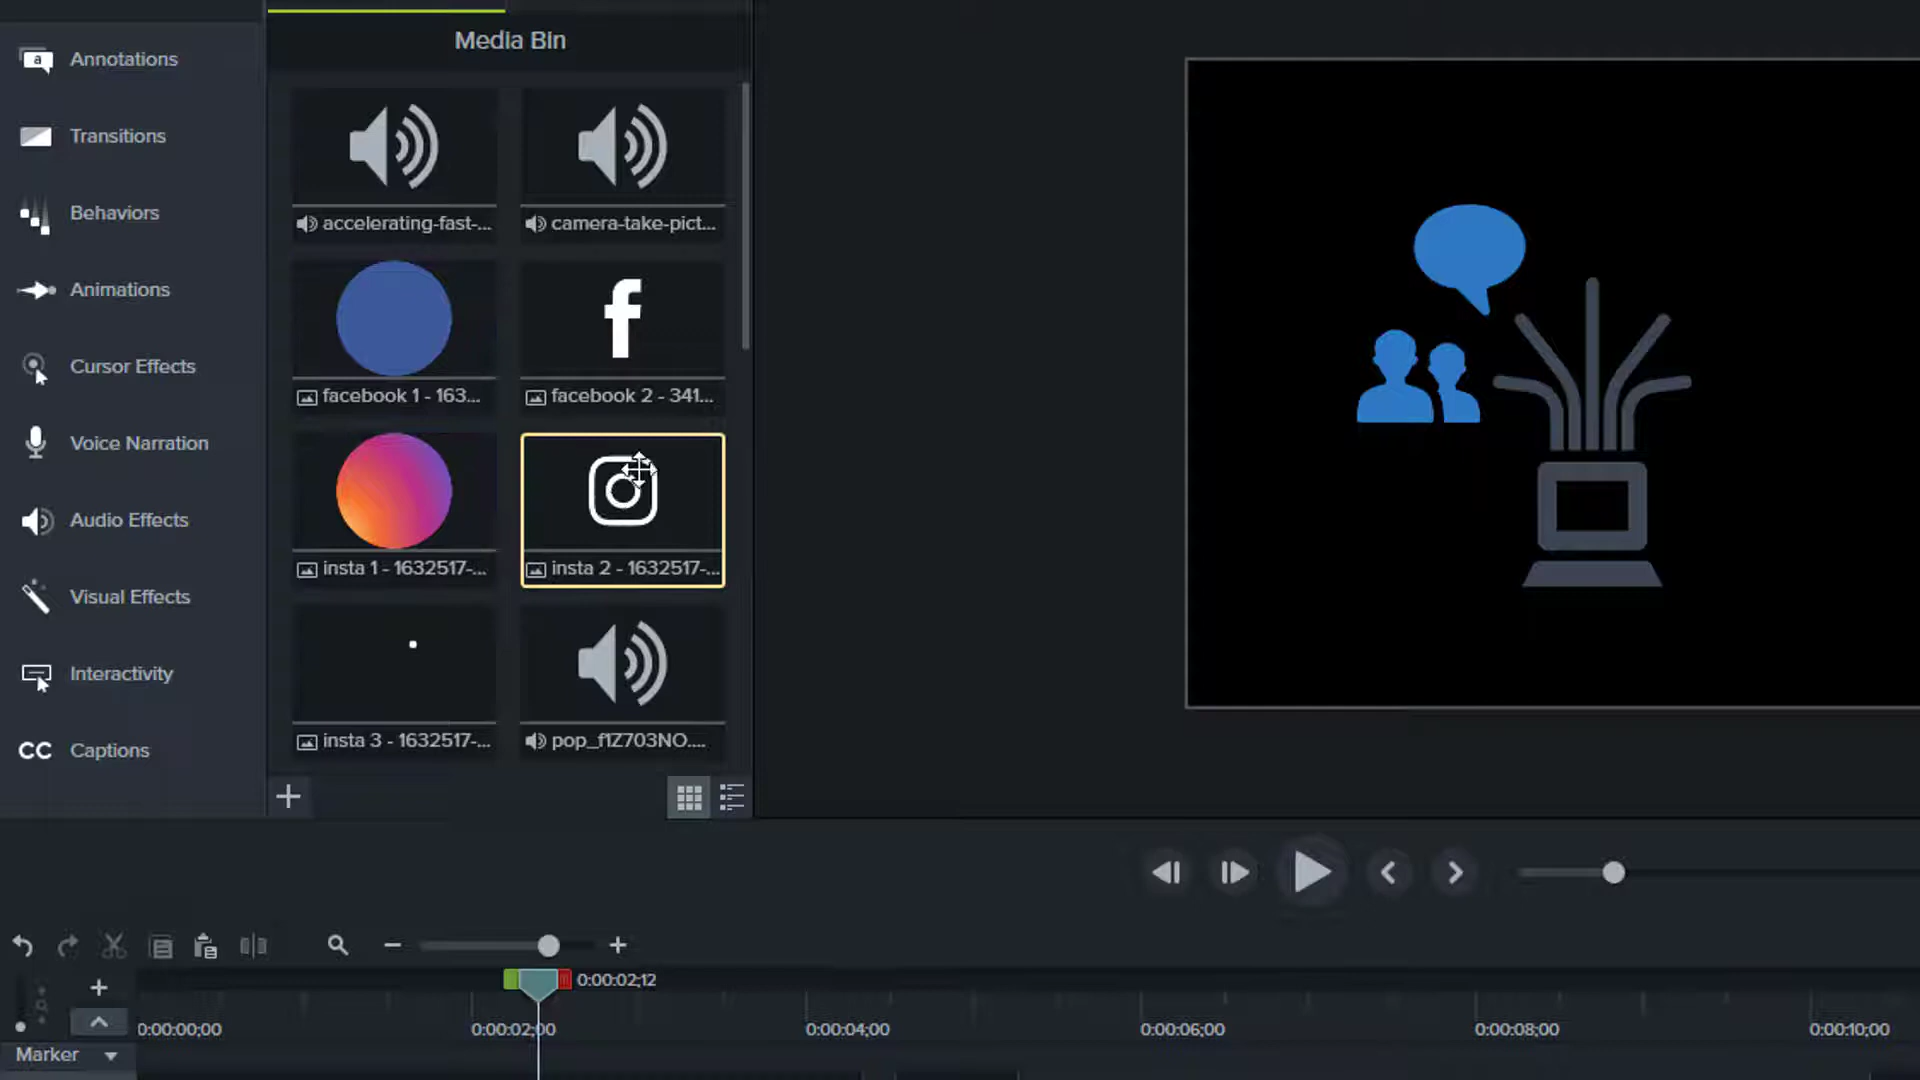 Media Bin
Annotations
Transitions
Behaviors
Animations
Cursor Effects
Voice Narration
Audio Effects
Visual Effects
Interactivity
CC Captions
accelerating-fast-...
camera-take-pict...
facebook 1 - 163...
facebook 2 - 341...
insta 1 - 1632517-...
insta 2 - 1632517-...
insta 3 - 1632517-...
pop_f1Z703NO....
0:00:02;12
0:00:00;00
0:00:02;00
0:00:04;00
0:00:06;00
0:00:08;00
0:00:10;00
Marker